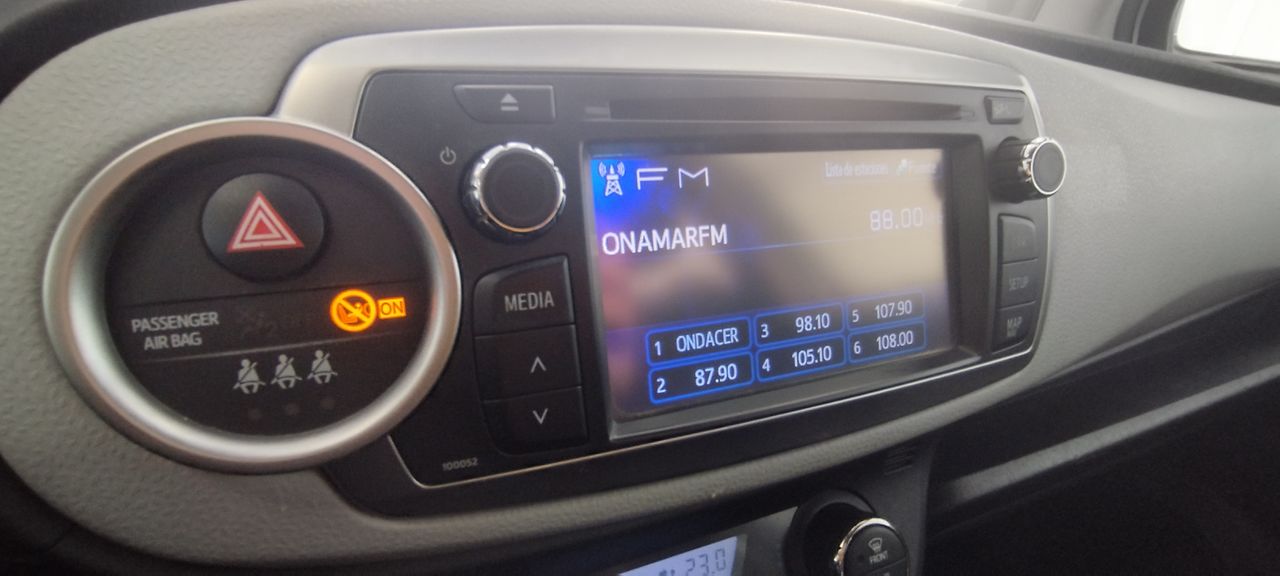 FM
Lista de estaciones
88.00
ONAMARFM
1 ONDACER
3 98.10
5 107.90
2 87.90
4 105.10
6 108.00
MEDIA
SETUP
MAP
PASSENGER
AIR BAG
ON
100052
23.0
FRONT